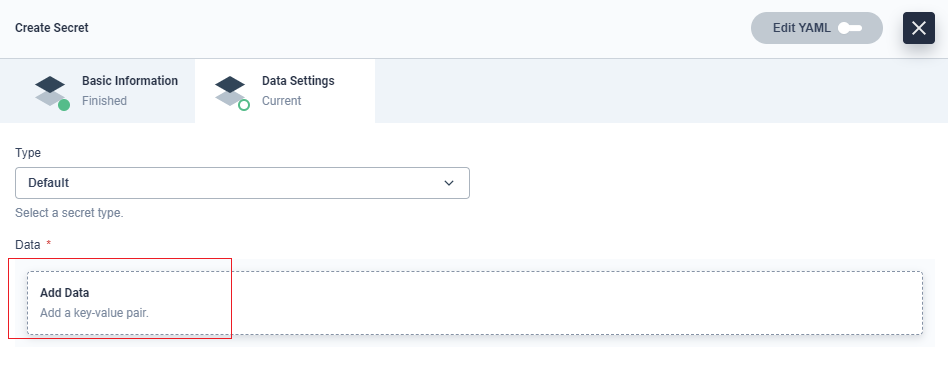 Create Secret
Edit YAML
Basic Information
Finished
Data Settings
Current
Type
Default
Select a secret type.
Data *
Add Data
Add a key-value pair.